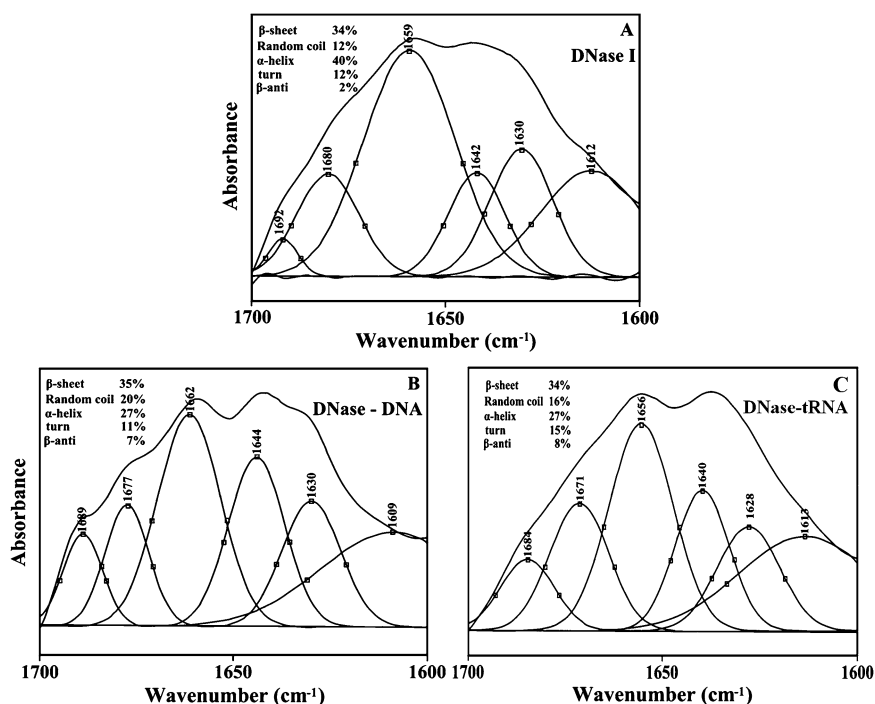 A
DNase I
β-sheet 34%
Random coil 12%
α-helix 40%
turn 12%
β-anti 2%
1692
1680
1659
1642
1630
1612
Absorbance
1700 1650 1600
Wavenumber (cm-1)
B
DNase - DNA
β-sheet 35%
Random coil 20%
α-helix 27%
turn 11%
β-anti 7%
1689
1677
1662
1644
1630
1609
Absorbance
1700 1650 1600
Wavenumber (cm-1)
C
DNase-tRNA
β-sheet 34%
Random coil 16%
α-helix 27%
turn 15%
β-anti 8%
1684
1671
1656
1640
1628
1613
1700 1650 1600
Wavenumber (cm-1)